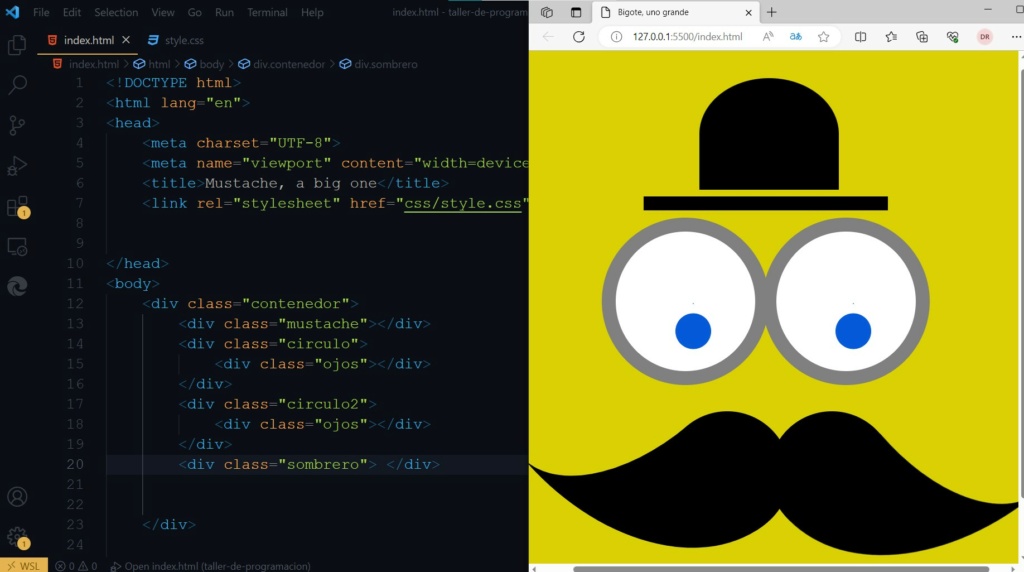 File Edit Selection View Go Run Terminal Help index.html - taller-de-program
index.html style.css
index.html > html > body > div.contenedor > div.sombrero
1 <!DOCTYPE html>
2 <html lang="en">
3 <head>
4 <meta charset="UTF-8">
5 <meta name="viewport" content="width=device
6 <title>Mustache, a big one</title>
7 <link rel="stylesheet" href="css/style.css"
8
9
10 </head>
11 <body>
12 <div class="contenedor">
13 <div class="mustache"></div>
14 <div class="circulo">
15 <div class="ojos"></div>
16 </div>
17 <div class="circulo2">
18 <div class="ojos"></div>
19 </div>
20 <div class="sombrero"> </div>
21
22
23 </div>
24
1
1
WSL 0 0 Open index.html (taller-de-programacion)
Bigote, uno grande
127.0.0.1:5500/index.html
DR